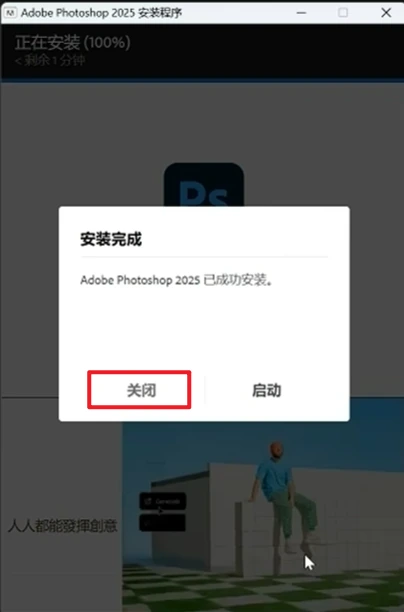 Adobe Photoshop 2025 安装程序
正在安装 (100%)
< 剩余 1 分钟
Ps
安装完成
Adobe Photoshop 2025 已成功安装。
关闭
启动
Generate
人人都能發揮創意